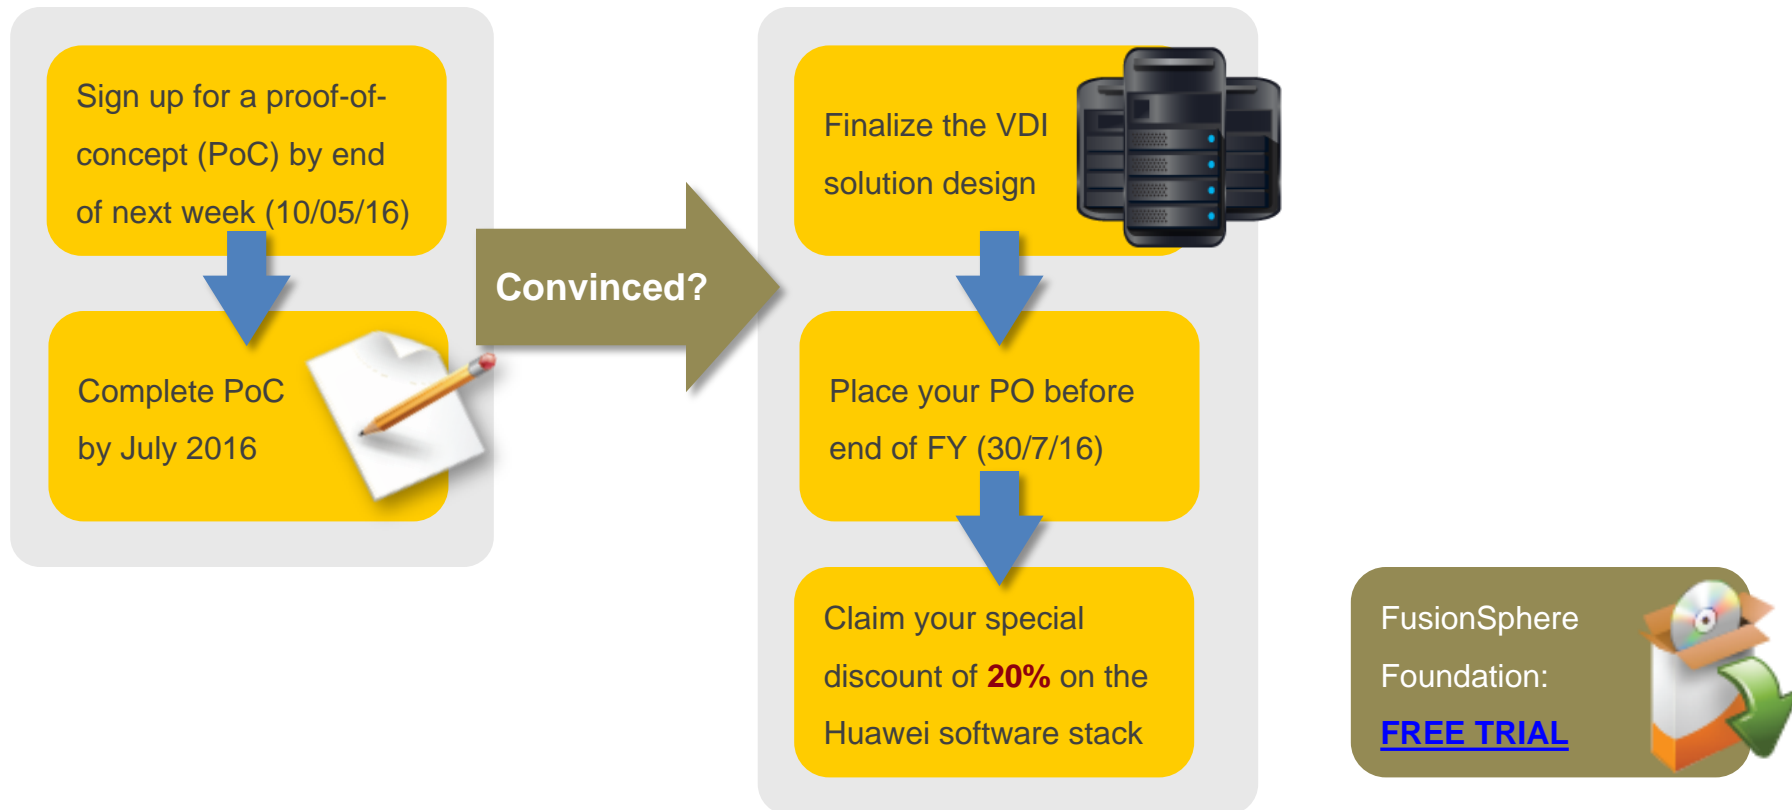 Sign up for a proof-of-
concept (PoC) by end
of next week (10/05/16)
Complete PoC
by July 2016
Convinced?
Finalize the VDI
solution design
Place your PO before
end of FY (30/7/16)
Claim your special
discount of 20% on the
Huawei software stack
FusionSphere
Foundation:
FREE TRIAL